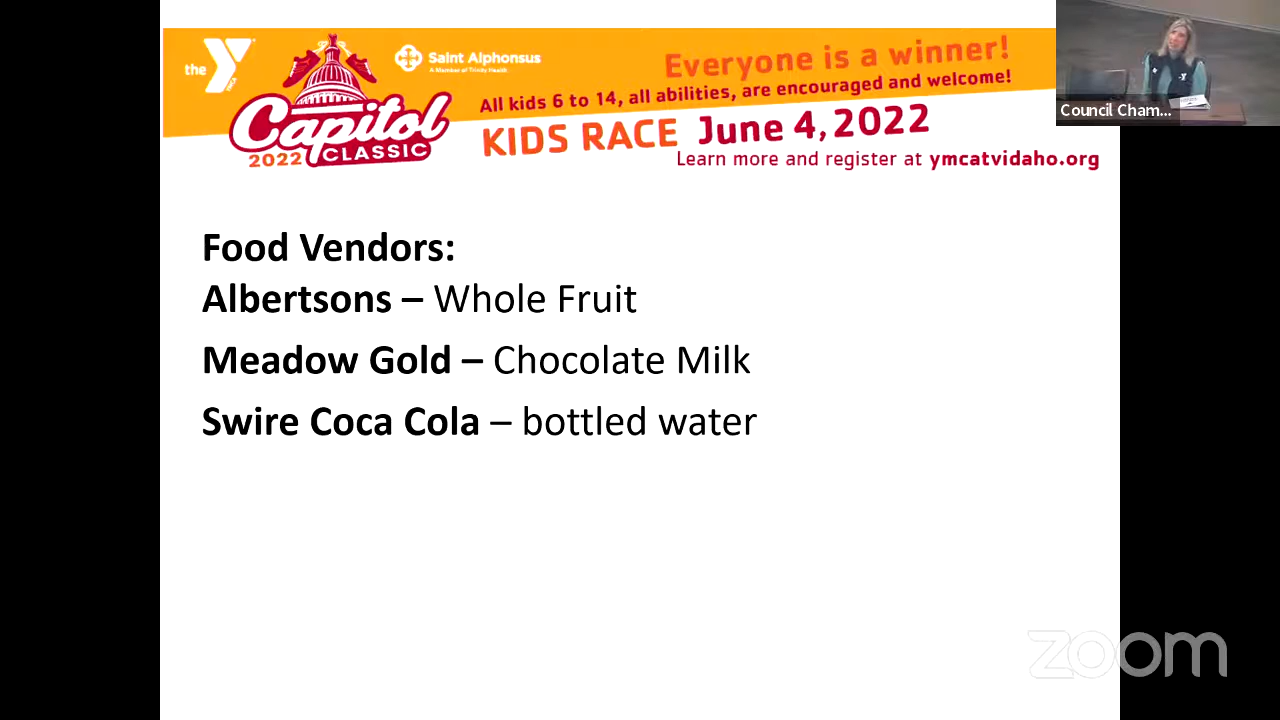 the Y
Saint Alphonsus
A Member of Trinity Health
Capitol
2022 CLASSIC
Everyone is a winner!
All kids 6 to 14, all abilities, are encouraged and welcome!
KIDS RACE June 4, 2022
Learn more and register at ymcatvidaho.org
Council Cham...
Food Vendors:
Albertsons – Whole Fruit
Meadow Gold – Chocolate Milk
Swire Coca Cola – bottled water
zoom